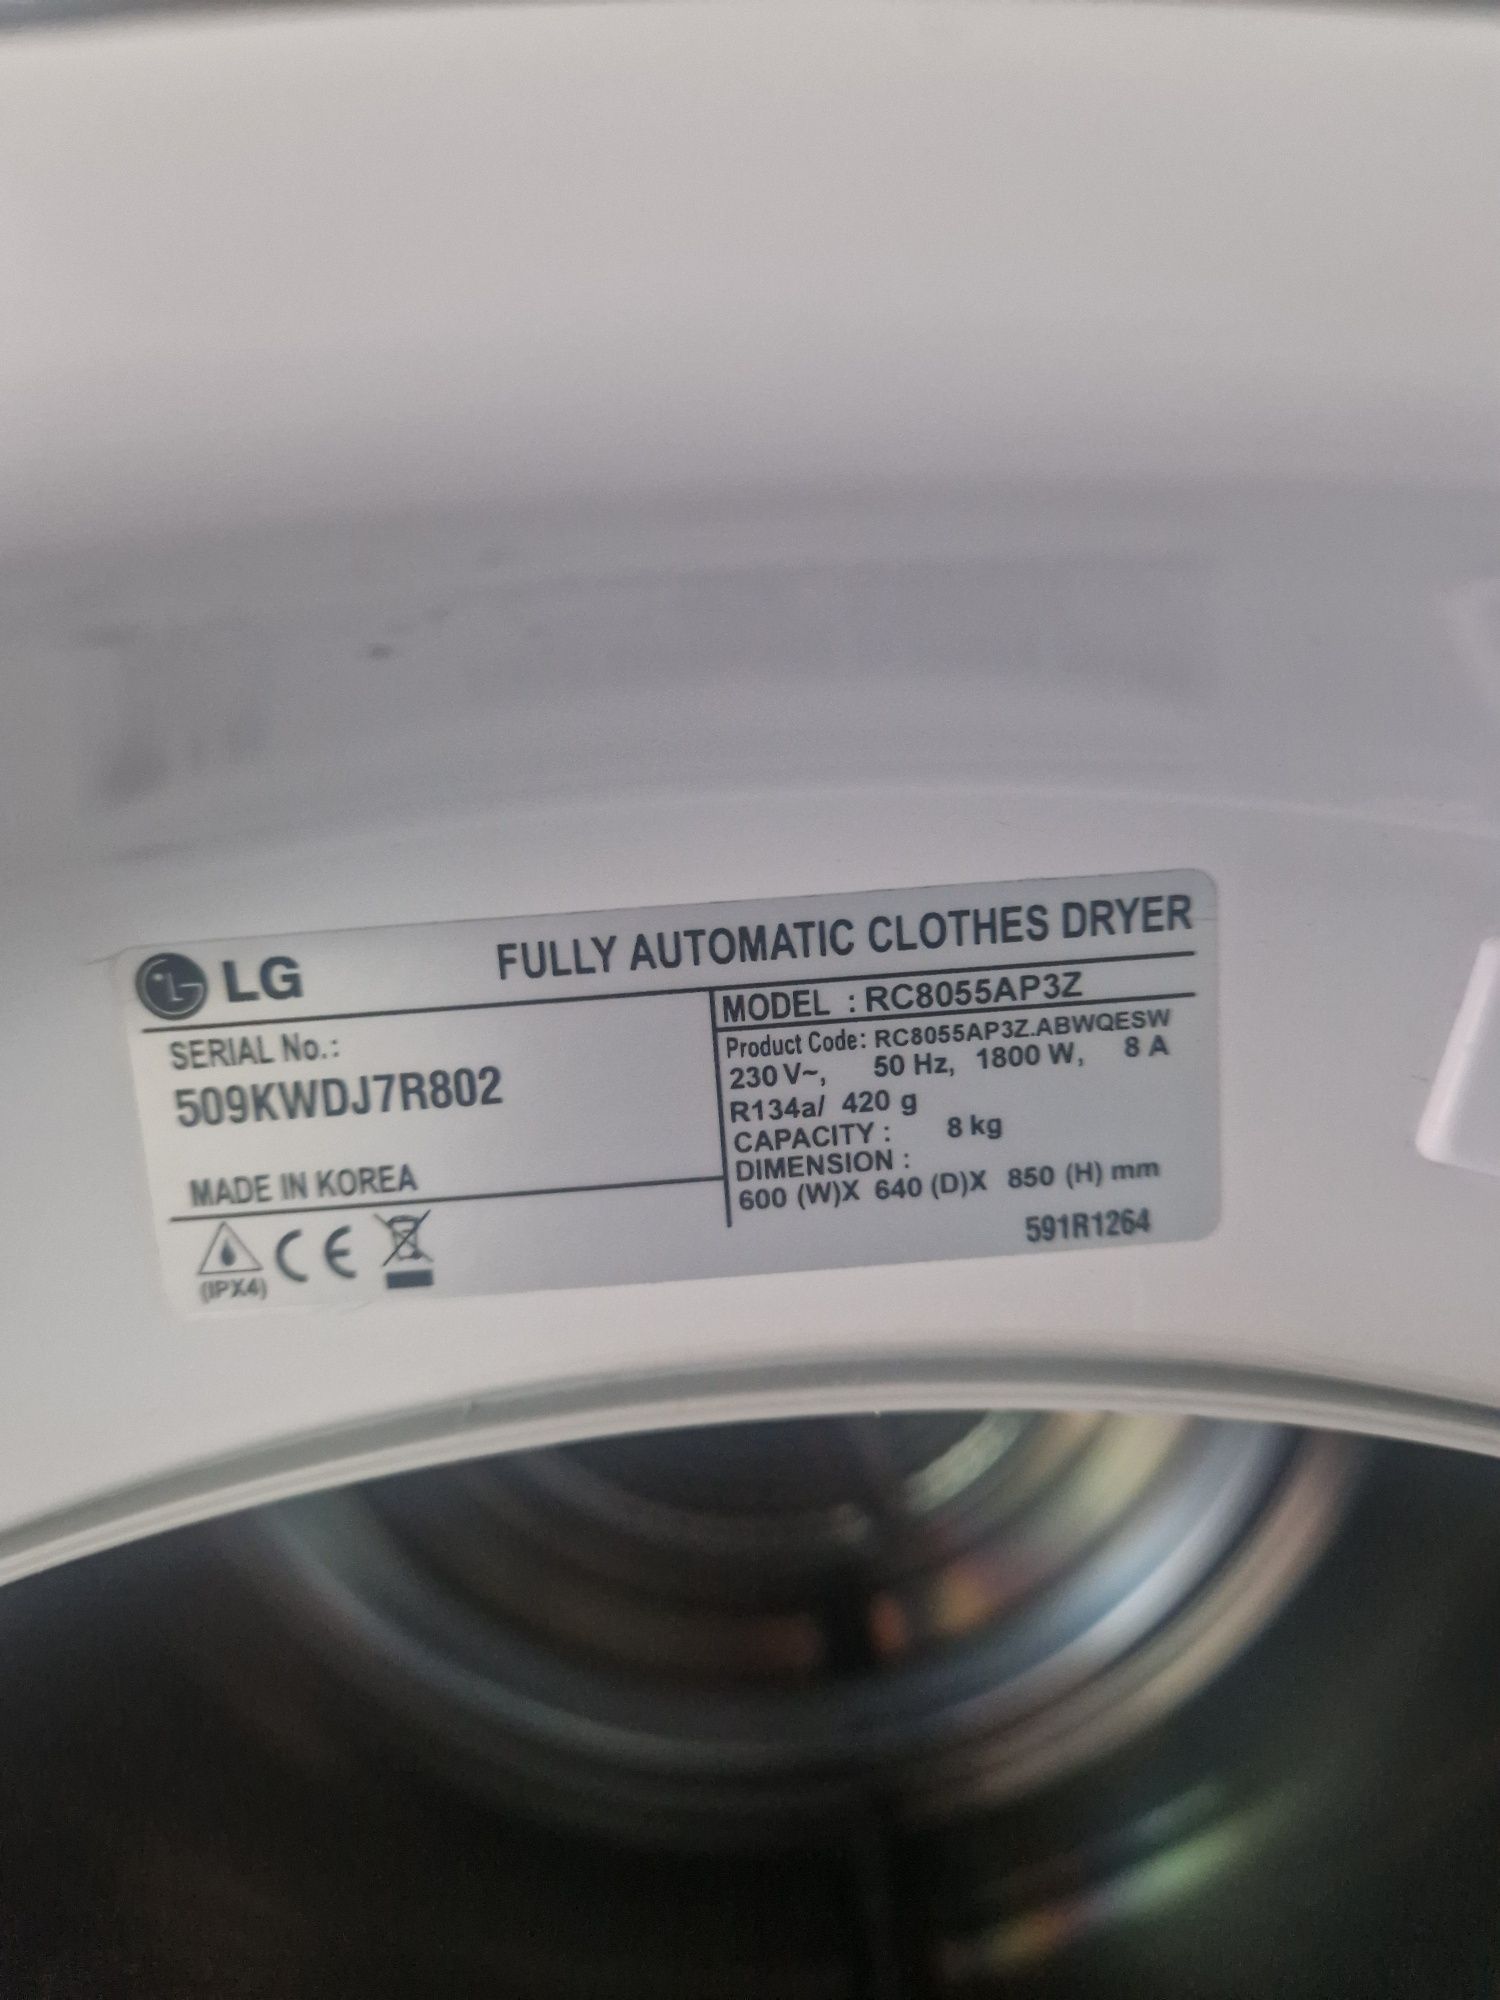 LG FULLY AUTOMATIC CLOTHES DRYER
SERIAL No.:
509KWDJ7R802
MADE IN KOREA
(IPX4) CE
MODEL : RC8055AP3Z
Product Code: RC8055AP3Z.ABWQESW
230 V~, 50 Hz, 1800 W, 8 A
R134a/ 420 g
CAPACITY : 8 kg
DIMENSION :
600 (W)X 640 (D)X 850 (H) mm
591R1264